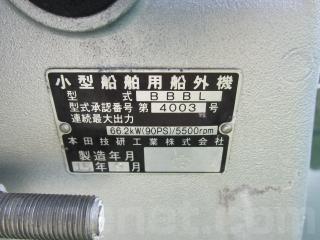 小型船舶用船外機
型 式 BBBL
型式承認番号 第 4003 号
連続最大出力
66.2kW(90PS)/5500rpm
本田技研工業株式会社
製造年月
年 月